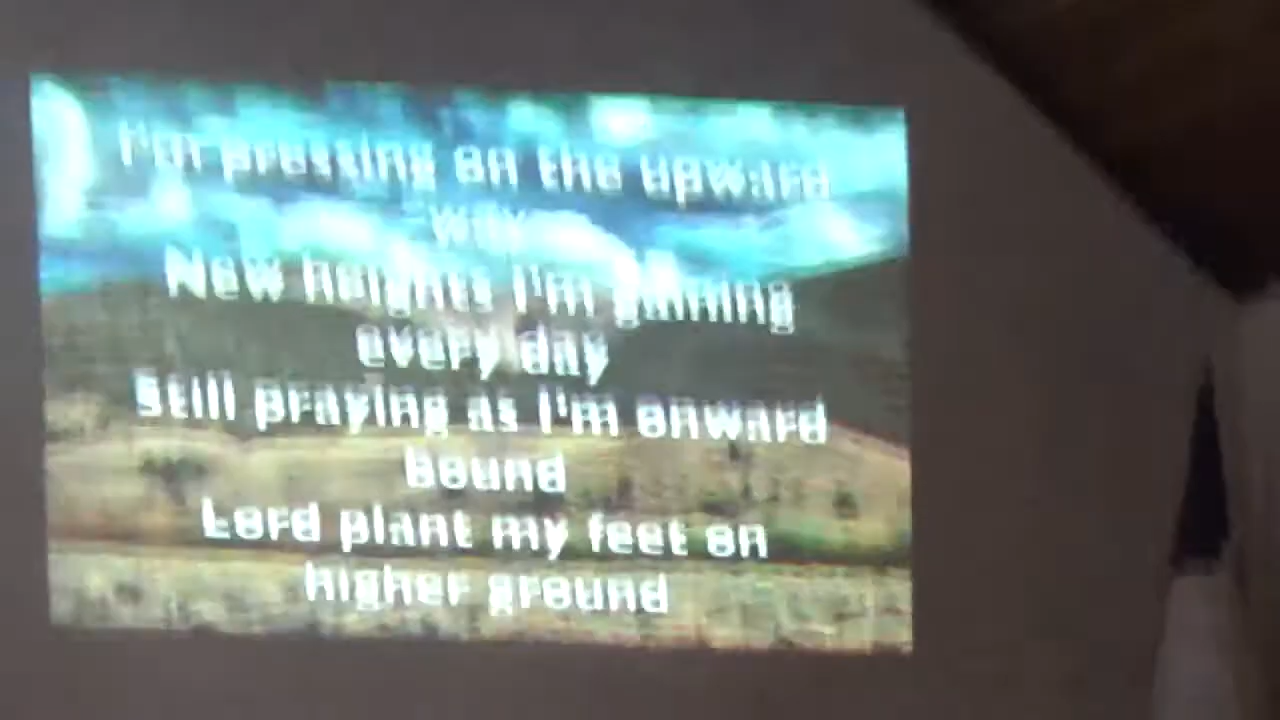 I'm pressing on the upward
way
New heights I'm gaining
every day
Still praying as I'm onward
bound
Lord plant my feet on
higher ground